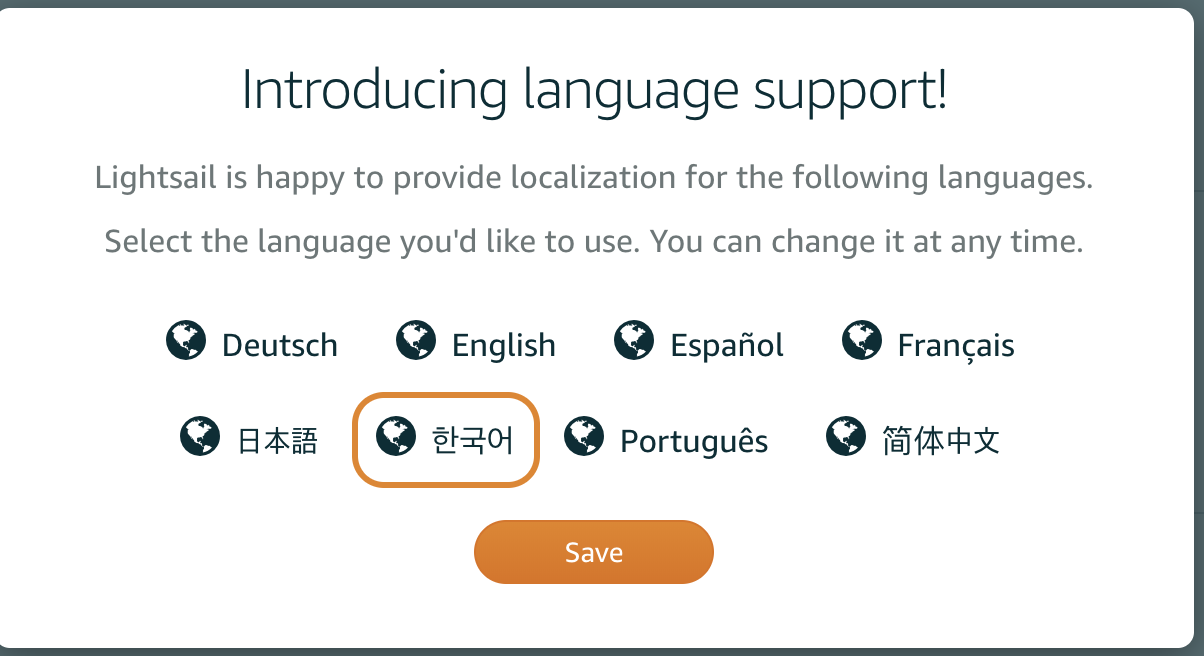 Introducing language support!
Lightsail is happy to provide localization for the following languages.
Select the language you'd like to use. You can change it at any time.
Deutsch English Español Français
日本語 한국어 Português 简体中文
Save